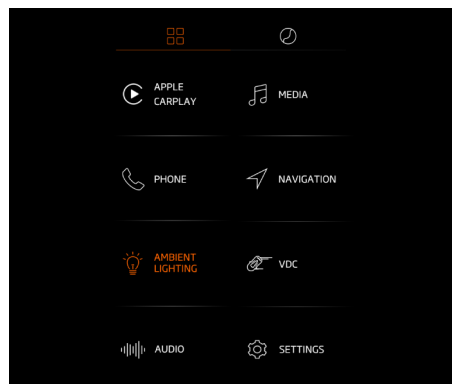 APPLE
CARPLAY
MEDIA
PHONE
NAVIGATION
AMBIENT
LIGHTING
VDC
AUDIO
SETTINGS